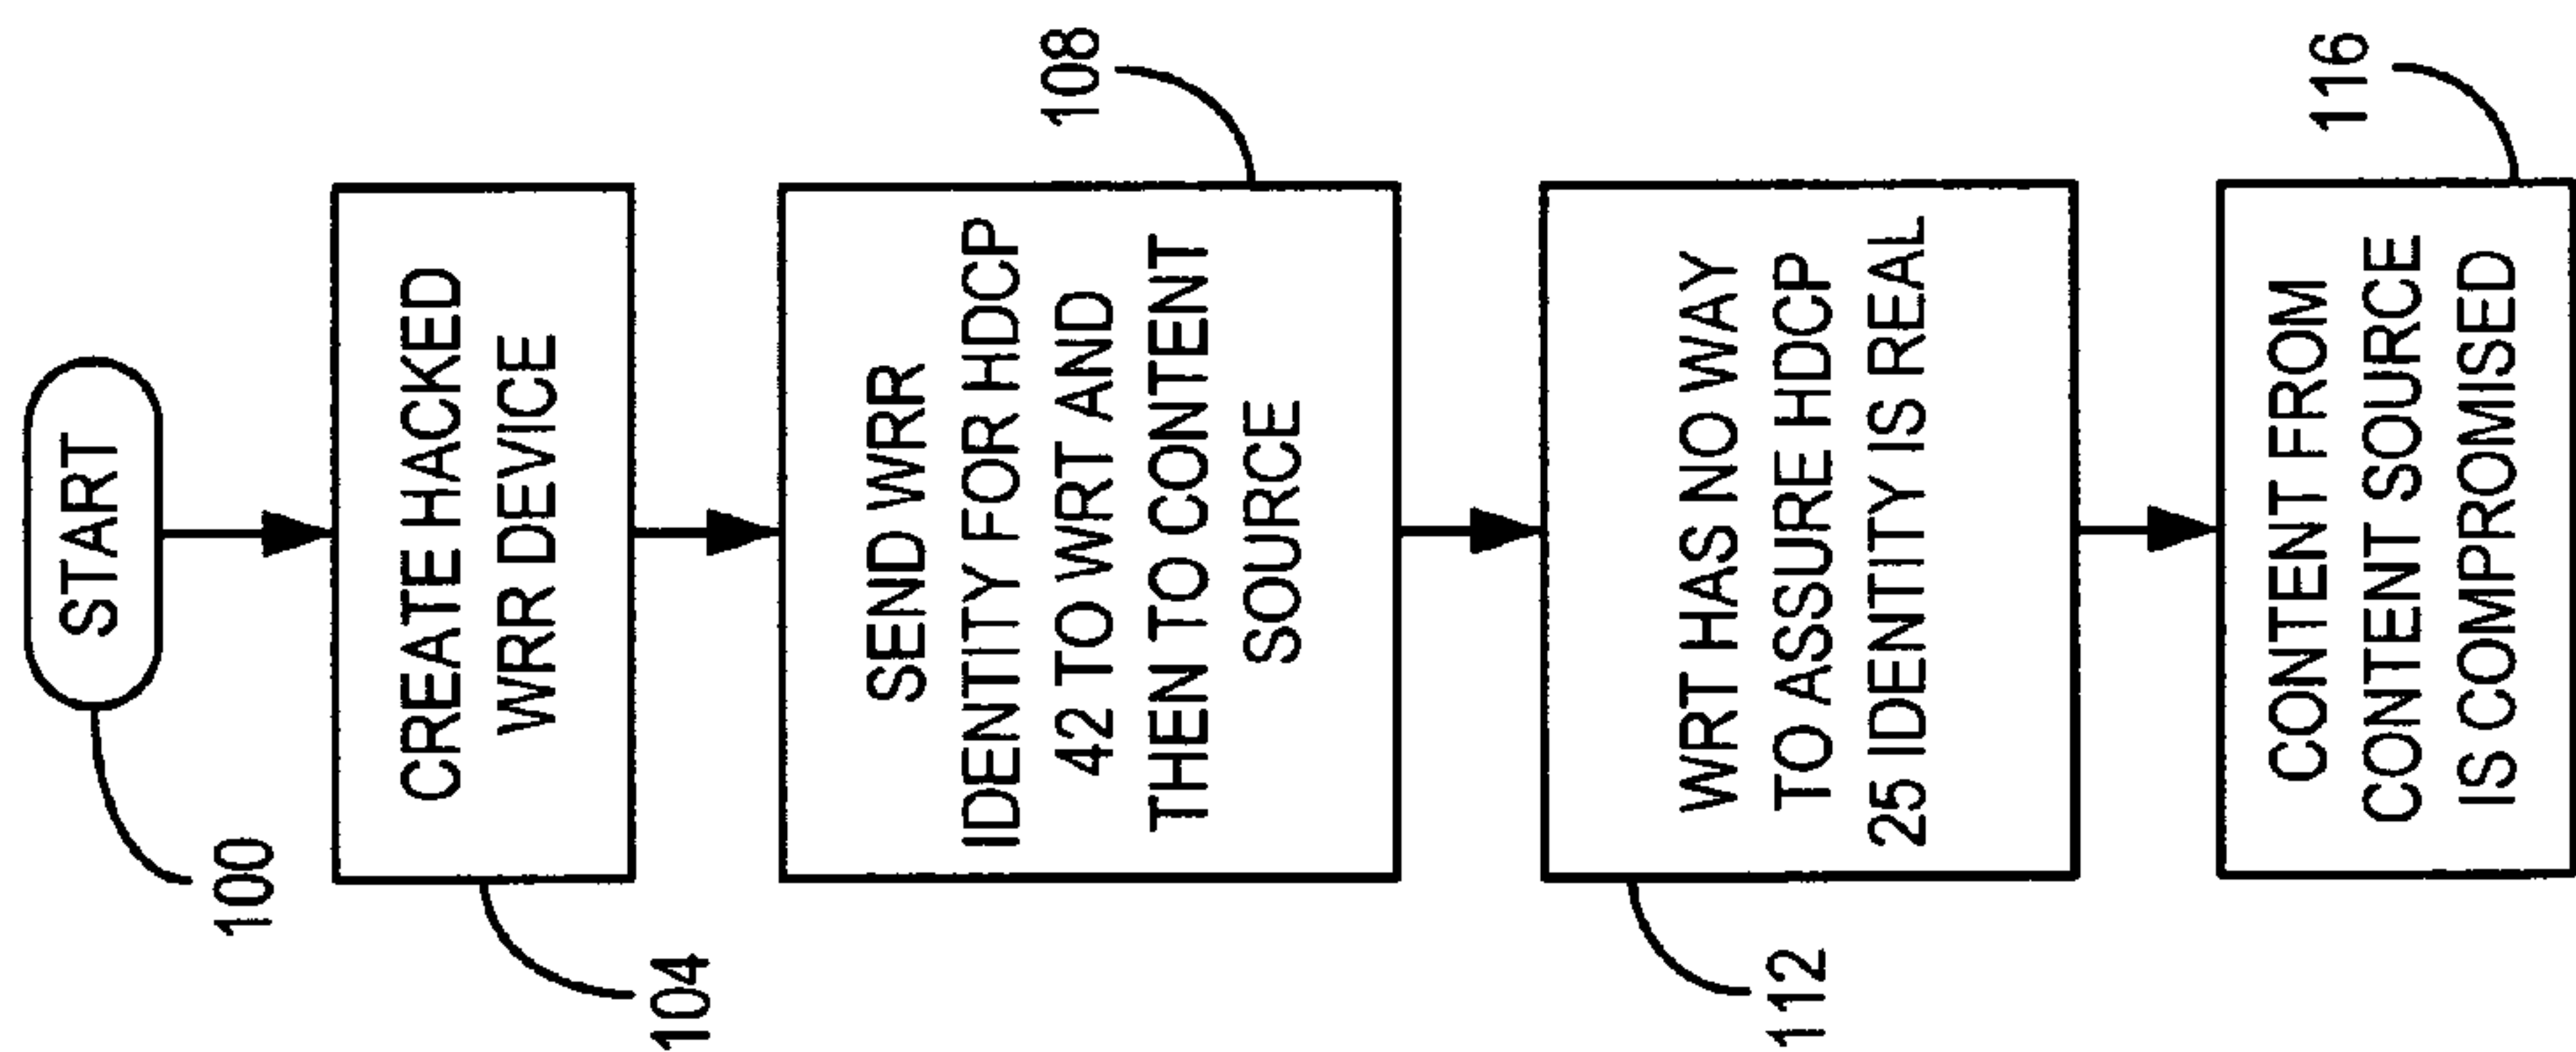 START
100
CREATE HACKED
WRR DEVICE
104
SEND WRR
IDENTITY FOR HDCP
42 TO WRT AND
THEN TO CONTENT
SOURCE
108
WRT HAS NO WAY
TO ASSURE HDCP
25 IDENTITY IS REAL
112
CONTENT FROM
CONTENT SOURCE
IS COMPROMISED
116